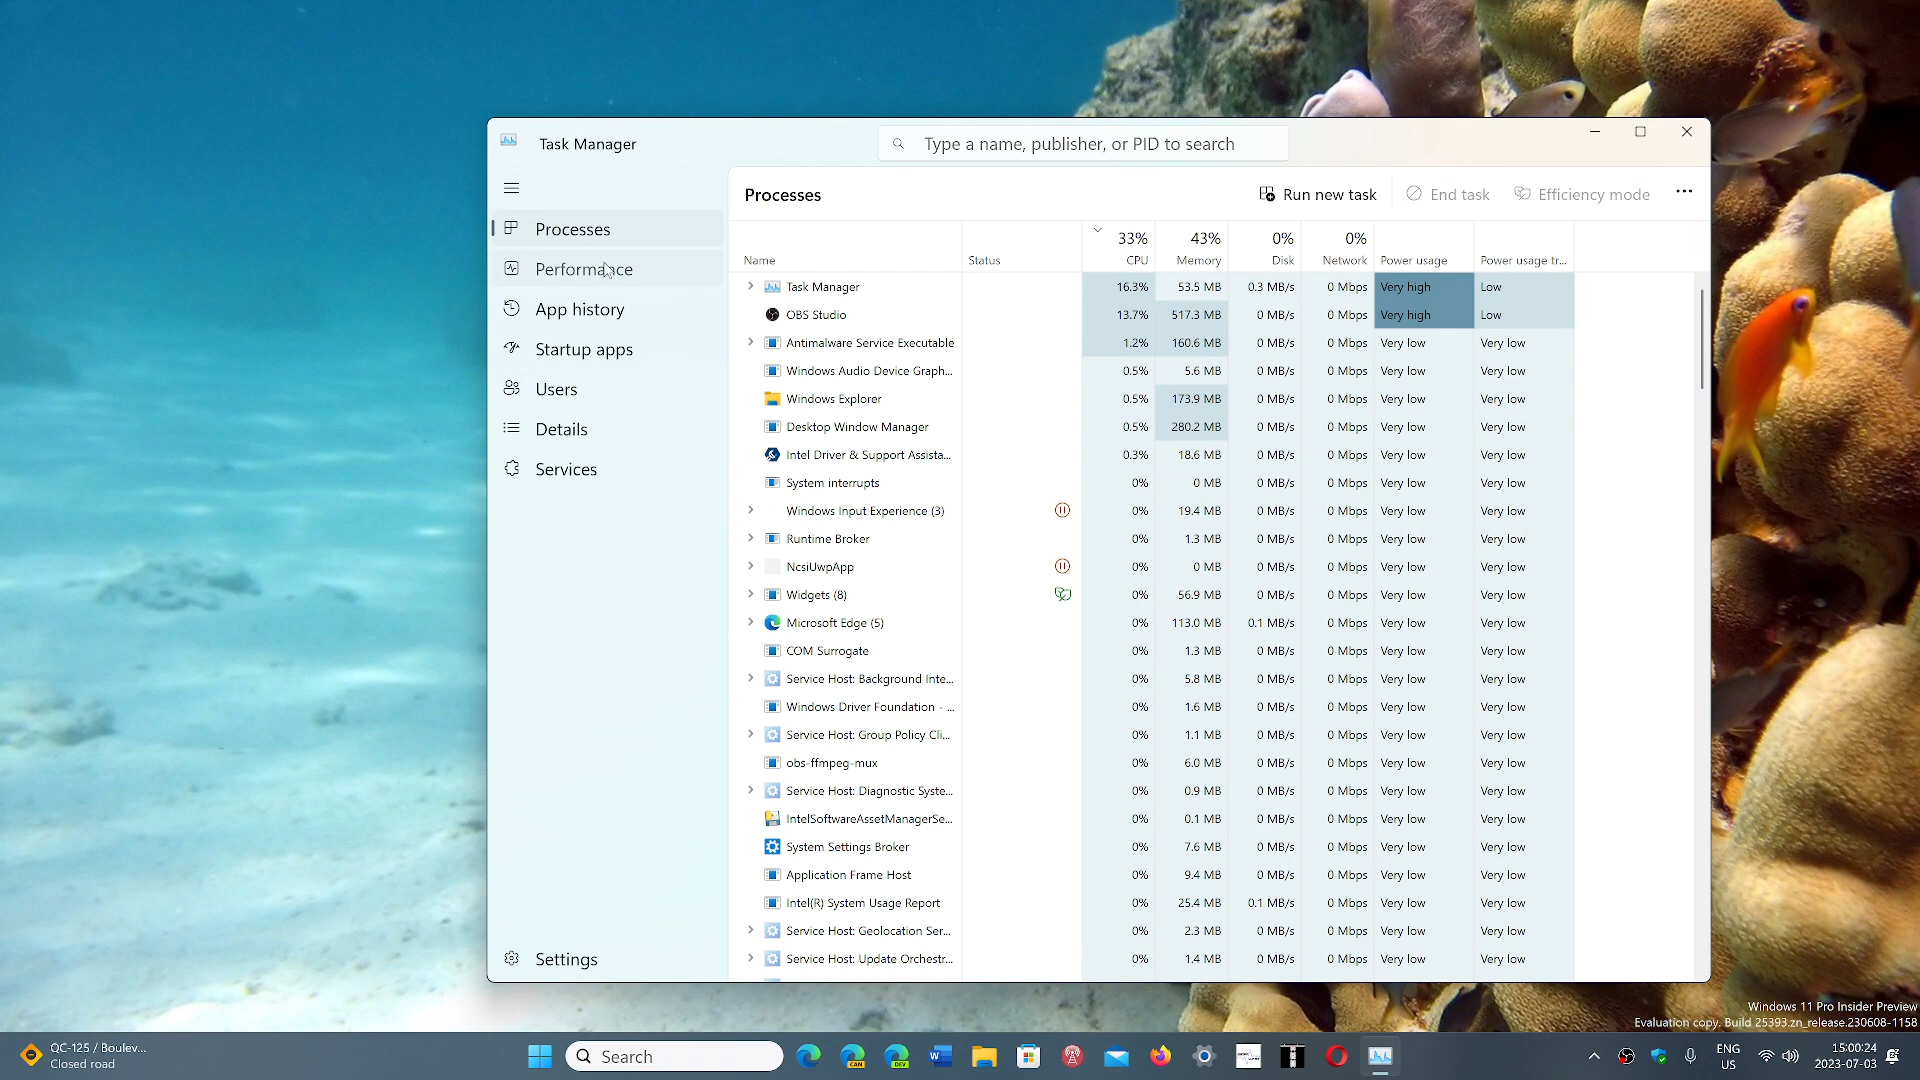 Task Manager
Type a name, publisher, or PID to search
Processes
Run new task
End task
Efficiency mode
Processes
Performance
App history
Startup apps
Users
Details
Services
Settings
33% 43% 0% 0%
Name Status CPU Memory Disk Network Power usage Power usage tr...
Task Manager 16.3% 53.5 MB 0.3 MB/s 0 Mbps Very high Low
OBS Studio 13.7% 517.3 MB 0 MB/s 0 Mbps Very high Low
Antimalware Service Executable 1.2% 160.6 MB 0 MB/s 0 Mbps Very low Very low
Windows Audio Device Graph... 0.5% 5.6 MB 0 MB/s 0 Mbps Very low Very low
Windows Explorer 0.5% 173.9 MB 0 MB/s 0 Mbps Very low Very low
Desktop Window Manager 0.5% 280.2 MB 0 MB/s 0 Mbps Very low Very low
Intel Driver & Support Assista... 0.3% 18.6 MB 0 MB/s 0 Mbps Very low Very low
System interrupts 0% 0 MB 0 MB/s 0 Mbps Very low Very low
Windows Input Experience (3) 0% 19.4 MB 0 MB/s 0 Mbps Very low Very low
Runtime Broker 0% 1.3 MB 0 MB/s 0 Mbps Very low Very low
NcsiUwpApp 0% 0 MB 0 MB/s 0 Mbps Very low Very low
Widgets (8) 0% 56.9 MB 0 MB/s 0 Mbps Very low Very low
Microsoft Edge (5) 0% 113.0 MB 0.1 MB/s 0 Mbps Very low Very low
COM Surrogate 0% 1.3 MB 0 MB/s 0 Mbps Very low Very low
Service Host: Background Inte... 0% 5.8 MB 0 MB/s 0 Mbps Very low Very low
Windows Driver Foundation - ... 0% 1.6 MB 0 MB/s 0 Mbps Very low Very low
Service Host: Group Policy Cli... 0% 1.1 MB 0 MB/s 0 Mbps Very low Very low
obs-ffmpeg-mux 0% 6.0 MB 0 MB/s 0 Mbps Very low Very low
Service Host: Diagnostic Syste... 0% 0.9 MB 0 MB/s 0 Mbps Very low Very low
IntelSoftwareAssetManagerSe... 0% 0.1 MB 0 MB/s 0 Mbps Very low Very low
System Settings Broker 0% 7.6 MB 0 MB/s 0 Mbps Very low Very low
Application Frame Host 0% 9.4 MB 0 MB/s 0 Mbps Very low Very low
Intel(R) System Usage Report 0% 25.4 MB 0.1 MB/s 0 Mbps Very low Very low
Service Host: Geolocation Ser... 0% 2.3 MB 0 MB/s 0 Mbps Very low Very low
Service Host: Update Orchestr... 0% 1.4 MB 0 MB/s 0 Mbps Very low Very low
Windows 11 Pro Insider Preview
Evaluation copy. Build 25393.zn_release.230608-1158
QC-125 / Boulev...
Closed road
Search
CAN
DEV
W
ENG
US
15:00:24
2023-07-03